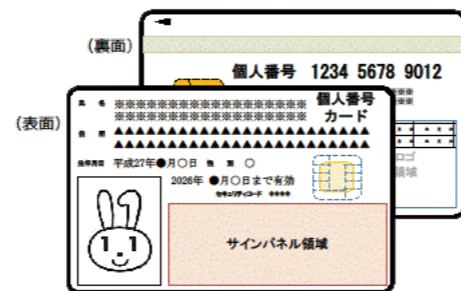 (裏面)
個人番号 1234 5678 9012
※※
※※
ロゴ
領域
(表面)
氏名 ※※※※※※※※※※※※※※※※※※
※※※※※※※※※※※※※※※※※※
個人番号
カード
住所 ▲▲▲▲▲▲▲▲▲▲▲▲▲▲▲▲▲▲▲▲▲▲
▲▲▲▲▲▲▲▲▲▲▲▲▲▲▲▲▲▲▲▲▲▲
生年月日 平成27年●月〇日 性別 〇
2026年 ●月〇日まで有効
セキュリティコード ****
サインパネル領域